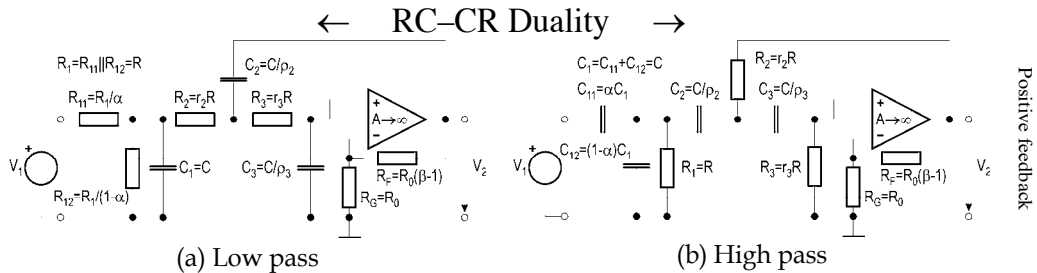 ← RC–CR Duality →
R₁=R₁₁||R₁₂=R
C₂=C/ρ₂
R₁₁=R₁/α
R₂=r₂R
R₃=r₃R
+
A→∞
−
+
V₁
C₁=C
C₃=C/ρ₃
R_F=R₀(β-1)
V₂
R₁₂=R₁/(1-α)
R_G=R₀
(a) Low pass
C₁=C₁₁+C₁₂=C
R₂=r₂R
C₁₁=αC₁
C₂=C/ρ₂
C₃=C/ρ₃
+
A→∞
−
+
V₁
C₁₂=(1-α)C₁
R₁=R
R₃=r₃R
R_F=R₀(β-1)
V₂
R_G=R₀
(b) High pass
Positive feedback